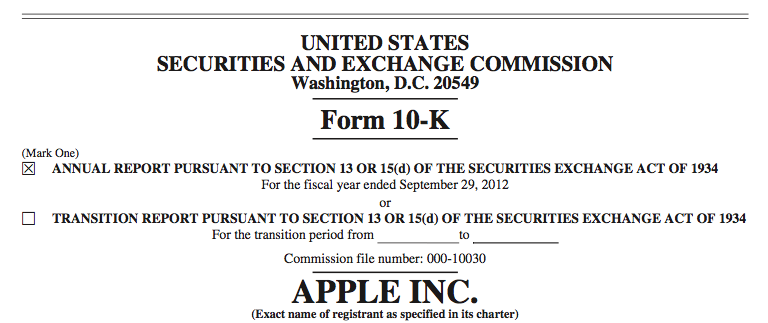 UNITED STATES
SECURITIES AND EXCHANGE COMMISSION
Washington, D.C. 20549
Form 10-K
(Mark One)
☒ ANNUAL REPORT PURSUANT TO SECTION 13 OR 15(d) OF THE SECURITIES EXCHANGE ACT OF 1934
For the fiscal year ended September 29, 2012
or
☐ TRANSITION REPORT PURSUANT TO SECTION 13 OR 15(d) OF THE SECURITIES EXCHANGE ACT OF 1934
For the transition period from ____________ to ____________
Commission file number: 000-10030
APPLE INC.
(Exact name of registrant as specified in its charter)